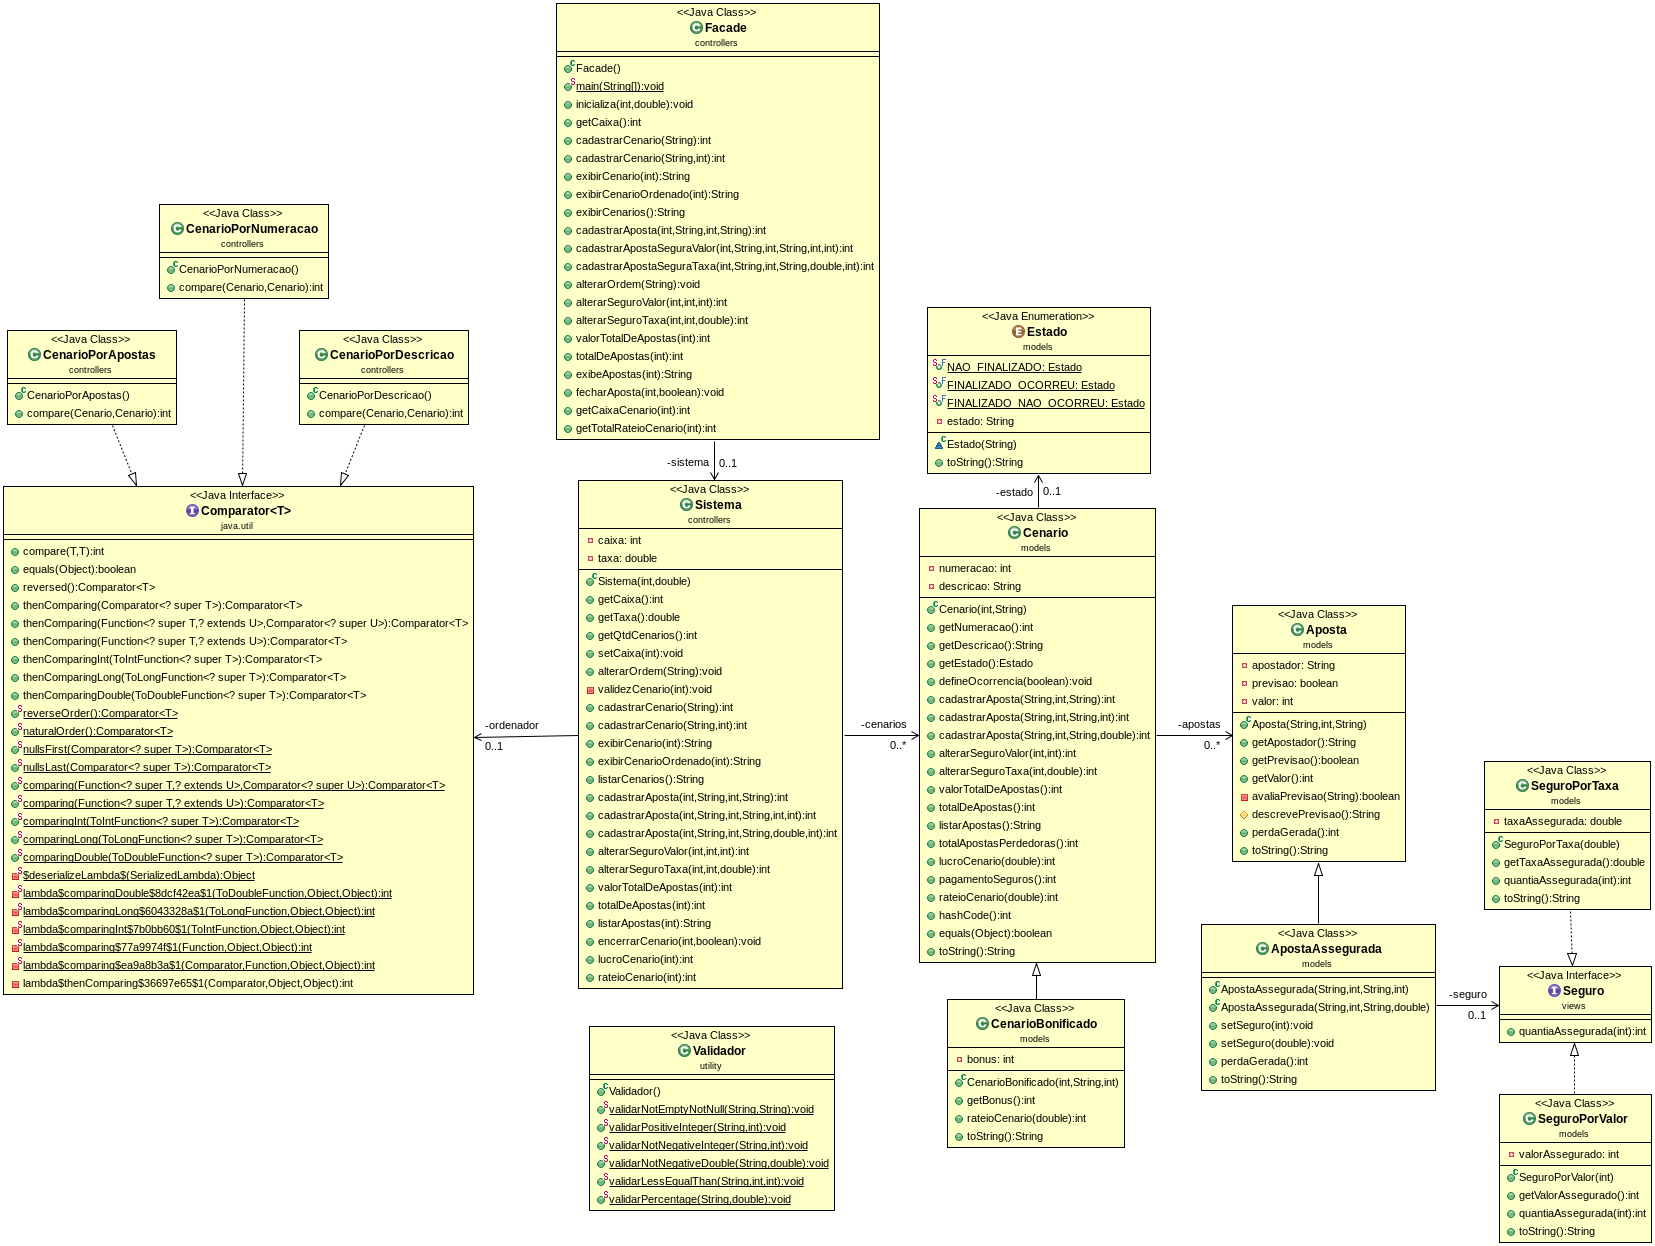 <<Java Class>>
Facade
controllers
Facade()
main(String[]):void
inicializa(int,double):void
getCaixa():int
cadastrarCenario(String):int
cadastrarCenario(String,int):int
exibirCenario(int):String
exibirCenarioOrdenado(int):String
exibirCenarios():String
cadastrarAposta(int,String,int,String):int
cadastrarApostaSeguraValor(int,String,int,String,int,int):int
cadastrarApostaSeguraTaxa(int,String,int,String,double,int):int
alterarOrdem(String):void
alterarSeguroValor(int,int,int):int
alterarSeguroTaxa(int,int,double):int
valorTotalDeApostas(int):int
totalDeApostas(int):int
exibeApostas(int):String
fecharAposta(int,boolean):void
getCaixaCenario(int):int
getTotalRateioCenario(int):int
<<Java Class>>
CenarioPorNumeracao
controllers
CenarioPorNumeracao()
compare(Cenario,Cenario):int
<<Java Class>>
CenarioPorApostas
controllers
CenarioPorApostas()
compare(Cenario,Cenario):int
<<Java Class>>
CenarioPorDescricao
controllers
CenarioPorDescricao()
compare(Cenario,Cenario):int
<<Java Interface>>
Comparator<T>
java.util
compare(T,T):int
equals(Object):boolean
reversed():Comparator<T>
thenComparing(Comparator<? super T>):Comparator<T>
thenComparing(Function<? super T,? extends U>,Comparator<? super U>):Comparator<T>
thenComparing(Function<? super T,? extends U>):Comparator<T>
thenComparingInt(ToIntFunction<? super T>):Comparator<T>
thenComparingLong(ToLongFunction<? super T>):Comparator<T>
thenComparingDouble(ToDoubleFunction<? super T>):Comparator<T>
reverseOrder():Comparator<T>
naturalOrder():Comparator<T>
nullsFirst(Comparator<? super T>):Comparator<T>
nullsLast(Comparator<? super T>):Comparator<T>
comparing(Function<? super T,? extends U>,Comparator<? super U>):Comparator<T>
comparing(Function<? super T,? extends U>):Comparator<T>
comparingInt(ToIntFunction<? super T>):Comparator<T>
comparingLong(ToLongFunction<? super T>):Comparator<T>
comparingDouble(ToDoubleFunction<? super T>):Comparator<T>
$deserializeLambda$(SerializedLambda):Object
lambda$comparingDouble$8dcf42ea$1(ToDoubleFunction,Object,Object):int
lambda$comparingLong$6043328a$1(ToLongFunction,Object,Object):int
lambda$comparingInt$7b0bb60$1(ToIntFunction,Object,Object):int
lambda$comparing$77a9974f$1(Function,Object,Object):int
lambda$comparing$ea9a8b3a$1(Comparator,Function,Object,Object):int
lambda$thenComparing$36697e65$1(Comparator,Object,Object):int
-sistema 0..1
-ordenador
0..1
<<Java Class>>
Sistema
controllers
caixa: int
taxa: double
Sistema(int,double)
getCaixa():int
getTaxa():double
getQtdCenarios():int
setCaixa(int):void
alterarOrdem(String):void
validezCenario(int):void
cadastrarCenario(String):int
cadastrarCenario(String,int):int
exibirCenario(int):String
exibirCenarioOrdenado(int):String
listarCenarios():String
cadastrarAposta(int,String,int,String):int
cadastrarAposta(int,String,int,String,int,int):int
cadastrarAposta(int,String,int,String,double,int):int
alterarSeguroValor(int,int,int):int
alterarSeguroTaxa(int,int,double):int
valorTotalDeApostas(int):int
totalDeApostas(int):int
listarApostas(int):String
encerrarCenario(int,boolean):void
lucroCenario(int):int
rateioCenario(int):int
<<Java Class>>
Validador
utility
Validador()
validarNotEmptyNotNull(String,String):void
validarPositiveInteger(String,int):void
validarNotNegativeInteger(String,int):void
validarNotNegativeDouble(String,double):void
validarLessEqualThan(String,int,int):void
validarPercentage(String,double):void
-cenarios
0..*
<<Java Enumeration>>
Estado
models
NAO_FINALIZADO: Estado
FINALIZADO_OCORREU: Estado
FINALIZADO_NAO_OCORREU: Estado
estado: String
Estado(String)
toString():String
-estado 0..1
<<Java Class>>
Cenario
models
numeracao: int
descricao: String
Cenario(int,String)
getNumeracao():int
getDescricao():String
getEstado():Estado
defineOcorrencia(boolean):void
cadastrarAposta(String,int,String):int
cadastrarAposta(String,int,String,int):int
cadastrarAposta(String,int,String,double):int
alterarSeguroValor(int,int):int
alterarSeguroTaxa(int,double):int
valorTotalDeApostas():int
totalDeApostas():int
listarApostas():String
totalApostasPerdedoras():int
lucroCenario(double):int
pagamentoSeguros():int
rateioCenario(double):int
hashCode():int
equals(Object):boolean
toString():String
<<Java Class>>
CenarioBonificado
models
bonus: int
CenarioBonificado(int,String,int)
getBonus():int
rateioCenario(double):int
toString():String
-apostas
0..*
<<Java Class>>
Aposta
models
apostador: String
previsao: boolean
valor: int
Aposta(String,int,String)
getApostador():String
getPrevisao():boolean
getValor():int
avaliaPrevisao(String):boolean
descrevePrevisao():String
perdaGerada():int
toString():String
<<Java Class>>
ApostaAssegurada
models
ApostaAssegurada(String,int,String,int)
ApostaAssegurada(String,int,String,double)
setSeguro(int):void
setSeguro(double):void
perdaGerada():int
toString():String
-seguro
0..1
<<Java Class>>
SeguroPorTaxa
models
taxaAssegurada: double
SeguroPorTaxa(double)
getTaxaAssegurada():double
quantiaAssegurada(int):int
toString():String
<<Java Interface>>
Seguro
views
quantiaAssegurada(int):int
<<Java Class>>
SeguroPorValor
models
valorAssegurado: int
SeguroPorValor(int)
getValorAssegurado():int
quantiaAssegurada(int):int
toString():String